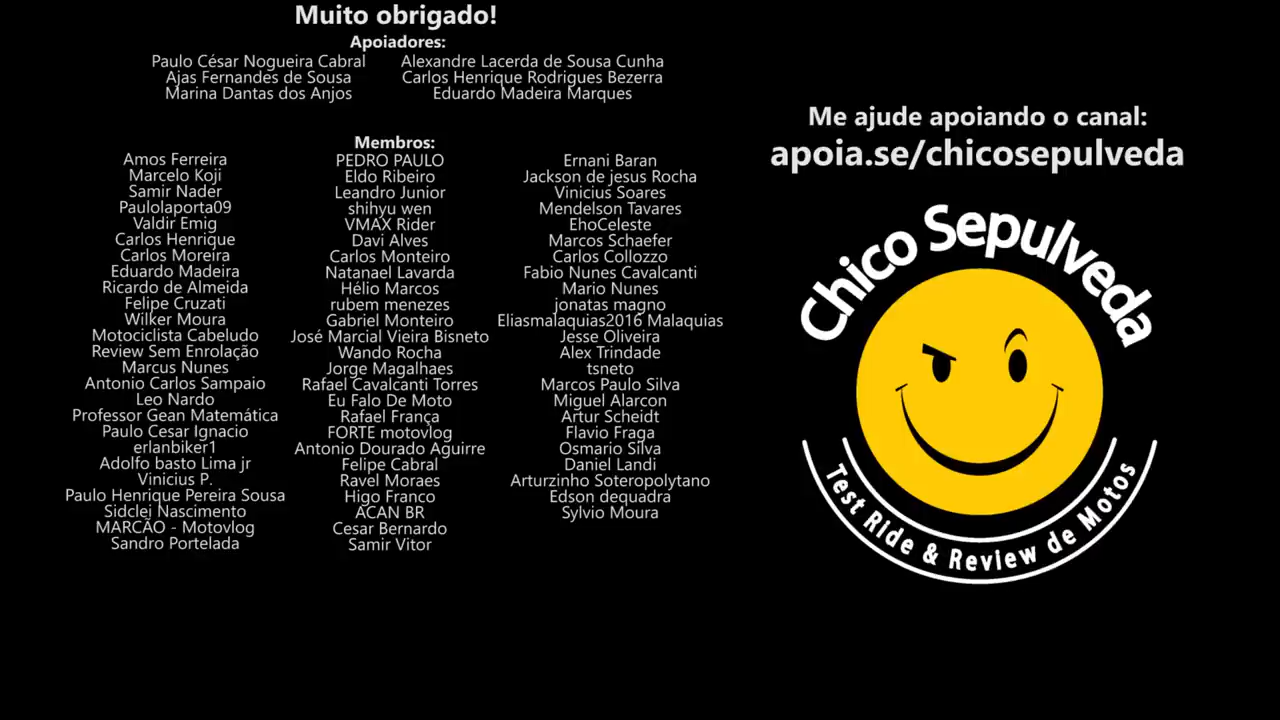 Muito obrigado!
Apoiadores:
Paulo César Nogueira Cabral
Ajas Fernandes de Sousa
Marina Dantas dos Anjos
Alexandre Lacerda de Sousa Cunha
Carlos Henrique Rodrigues Bezerra
Eduardo Madeira Marques
Membros:
Amos Ferreira
Marcelo Koji
Samir Nader
Paulolaporta09
Valdir Emig
Carlos Henrique
Carlos Moreira
Eduardo Madeira
Ricardo de Almeida
Felipe Cruzati
Wilker Moura
Motociclista Cabeludo
Review Sem Enrolação
Marcus Nunes
Antonio Carlos Sampaio
Leo Nardo
Professor Gean Matemática
Paulo Cesar Ignacio
erlanbiker1
Adolfo basto Lima jr
Vinicius P.
Paulo Henrique Pereira Sousa
Sidclei Nascimento
MARCÃO - Motovlog
Sandro Portelada
PEDRO PAULO
Eldo Ribeiro
Leandro Junior
shihyu wen
VMAX Rider
Davi Alves
Carlos Monteiro
Natanael Lavarda
Hélio Marcos
rubem menezes
Gabriel Monteiro
José Marcial Vieira Bisneto
Wando Rocha
Jorge Magalhaes
Rafael Cavalcanti Torres
Eu Falo De Moto
Rafael França
FORTE motovlog
Antonio Dourado Aguirre
Felipe Cabral
Ravel Moraes
Higo Franco
ACAN BR
Cesar Bernardo
Samir Vitor
Ernani Baran
Jackson de jesus Rocha
Vinicius Soares
Mendelson Tavares
EhoCeleste
Marcos Schaefer
Carlos Collozzo
Fabio Nunes Cavalcanti
Mario Nunes
jonatas magno
Eliasmalaquias2016 Malaquias
Jesse Oliveira
Alex Trindade
tsneto
Marcos Paulo Silva
Miguel Alarcon
Artur Scheidt
Flavio Fraga
Osmario Silva
Daniel Landi
Arturzinho Soteropolytano
Edson dequadra
Sylvio Moura
Me ajude apoiando o canal:
apoia.se/chicosepulveda
Chico Sepulveda
Test Ride & Review de Motos